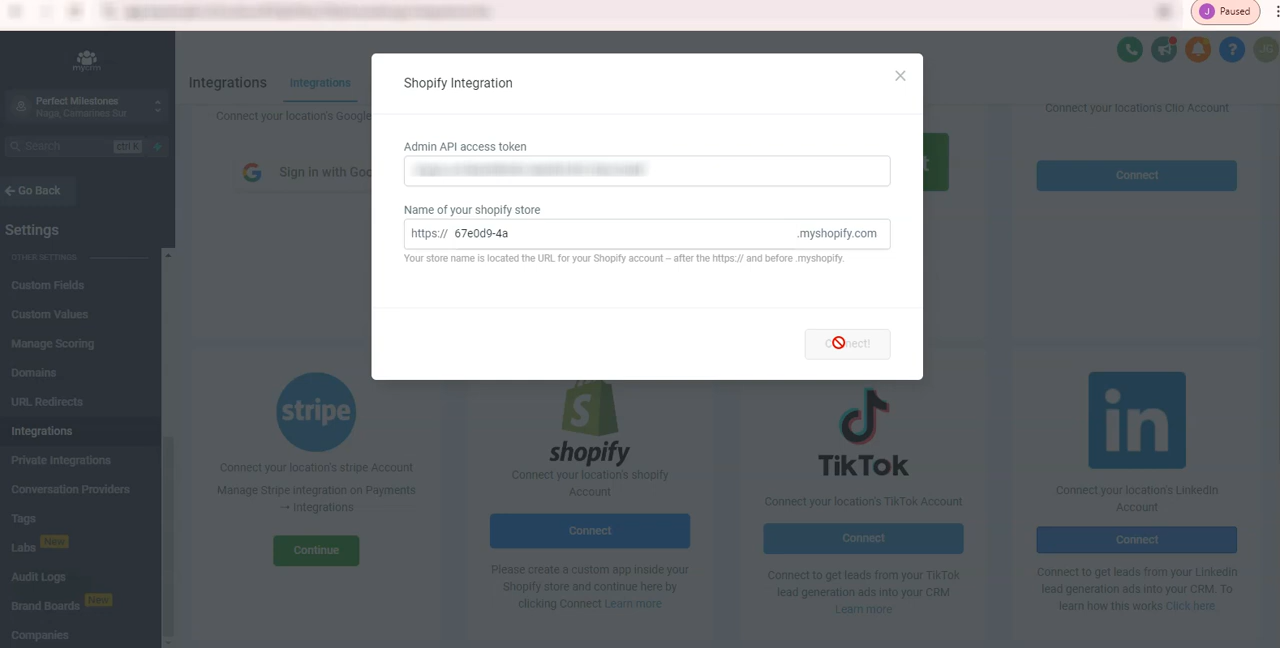 J Paused
mycrm
Perfect Milestones
Naga, Camarines Sur
Search ctrl K
Go Back
Settings
OTHER SETTINGS
Custom Fields
Custom Values
Manage Scoring
Domains
URL Redirects
Integrations
Private Integrations
Conversation Providers
Tags
Labs New
Audit Logs
Brand Boards New
Companies
Integrations Integrations
JG
Connect your location's Google
Sign in with Goo
Connect your location's Clio Account
Connect
Shopify Integration
Admin API access token
Name of your shopify store
https:// 67e0d9-4a .myshopify.com
Your store name is located the URL for your Shopify account – after the https:// and before .myshopify.
Connect!
stripe
Connect your location's stripe Account
Manage Stripe integration on Payments
→ Integrations
Continue
shopify
Connect your location's shopify
Account
Connect
Please create a custom app inside your
Shopify store and continue here by
clicking Connect Learn more
TikTok
Connect your location's TikTok Account
Connect
Connect to get leads from your TikTok
lead generation ads into your CRM
Learn more
in
Connect your location's LinkedIn
Account
Connect
Connect to get leads from your LinkedIn
lead generation ads into your CRM. To
learn how this works Click here.